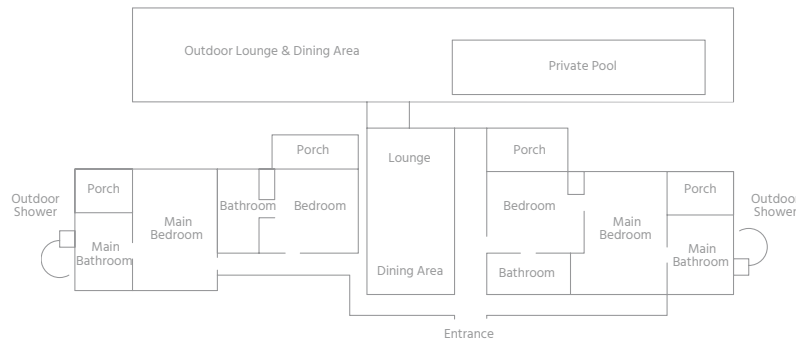 Outdoor Lounge & Dining Area
Private Pool
Porch
Lounge
Porch
Porch
Porch
Outdoor
Shower
Outdoor
Shower
Bathroom
Bedroom
Bedroom
Main
Bedroom
Main
Bedroom
Main
Bathroom
Main
Bathroom
Dining Area
Bathroom
Entrance